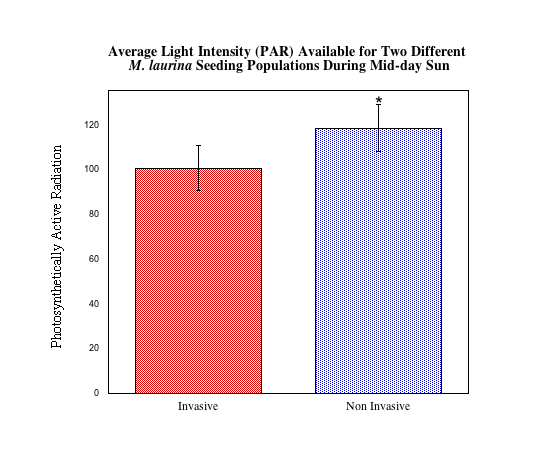 Average Light Intensity (PAR) Available for Two Different
M. laurina Seeding Populations During Mid-day Sun
Photosynthetically Active Radiation
120
100
80
60
40
20
0
*
Invasive
Non Invasive